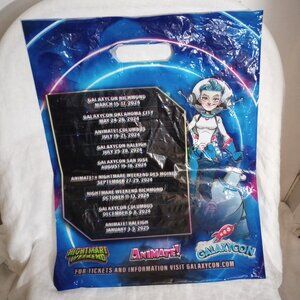 GALAXYCON RICHMOND
MARCH 15-17, 2024
GALAXYCON OKLAHOMA CITY
MAY 24-26, 2024
ANIMATE! COLUMBUS
JULY 19-21, 2024
GALAXYCON RALEIGH
JULY 25-28, 2024
GALAXYCON SAN JOSE
AUGUST 16-18, 2024
ANIMATE! + NIGHTMARE WEEKEND DES MOINES
SEPTEMBER 27-29, 2024
NIGHTMARE WEEKEND RICHMOND
OCTOBER 11-13, 2024
GALAXYCON COLUMBUS
DECEMBER 6-8, 2024
ANIMATE! RALEIGH
JANUARY 3-5, 2025
NIGHTMARE WEEKEND
ANIMATE!
GALAXYCON
FOR TICKETS AND INFORMATION VISIT GALAXYCON.COM